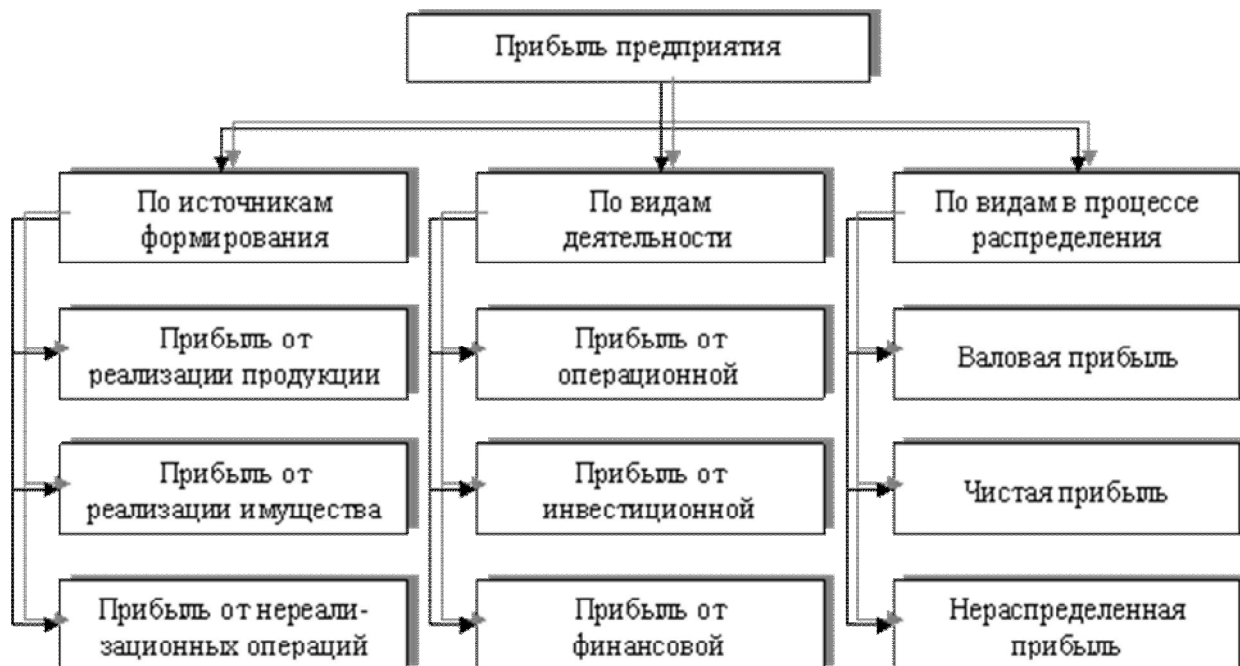 Прибыль предприятия
По источникам
формирования
По видам
деятельности
По видам в процессе
распределения
Прибыль от
реализации продукции
Прибыль от
операционной
Валовая прибыль
Прибыль от
реализации имущества
Прибыль от
инвестиционной
Чистая прибыль
Прибыль от нереали-
зационных операций
Прибыль от
финансовой
Нераспределенная
прибыль